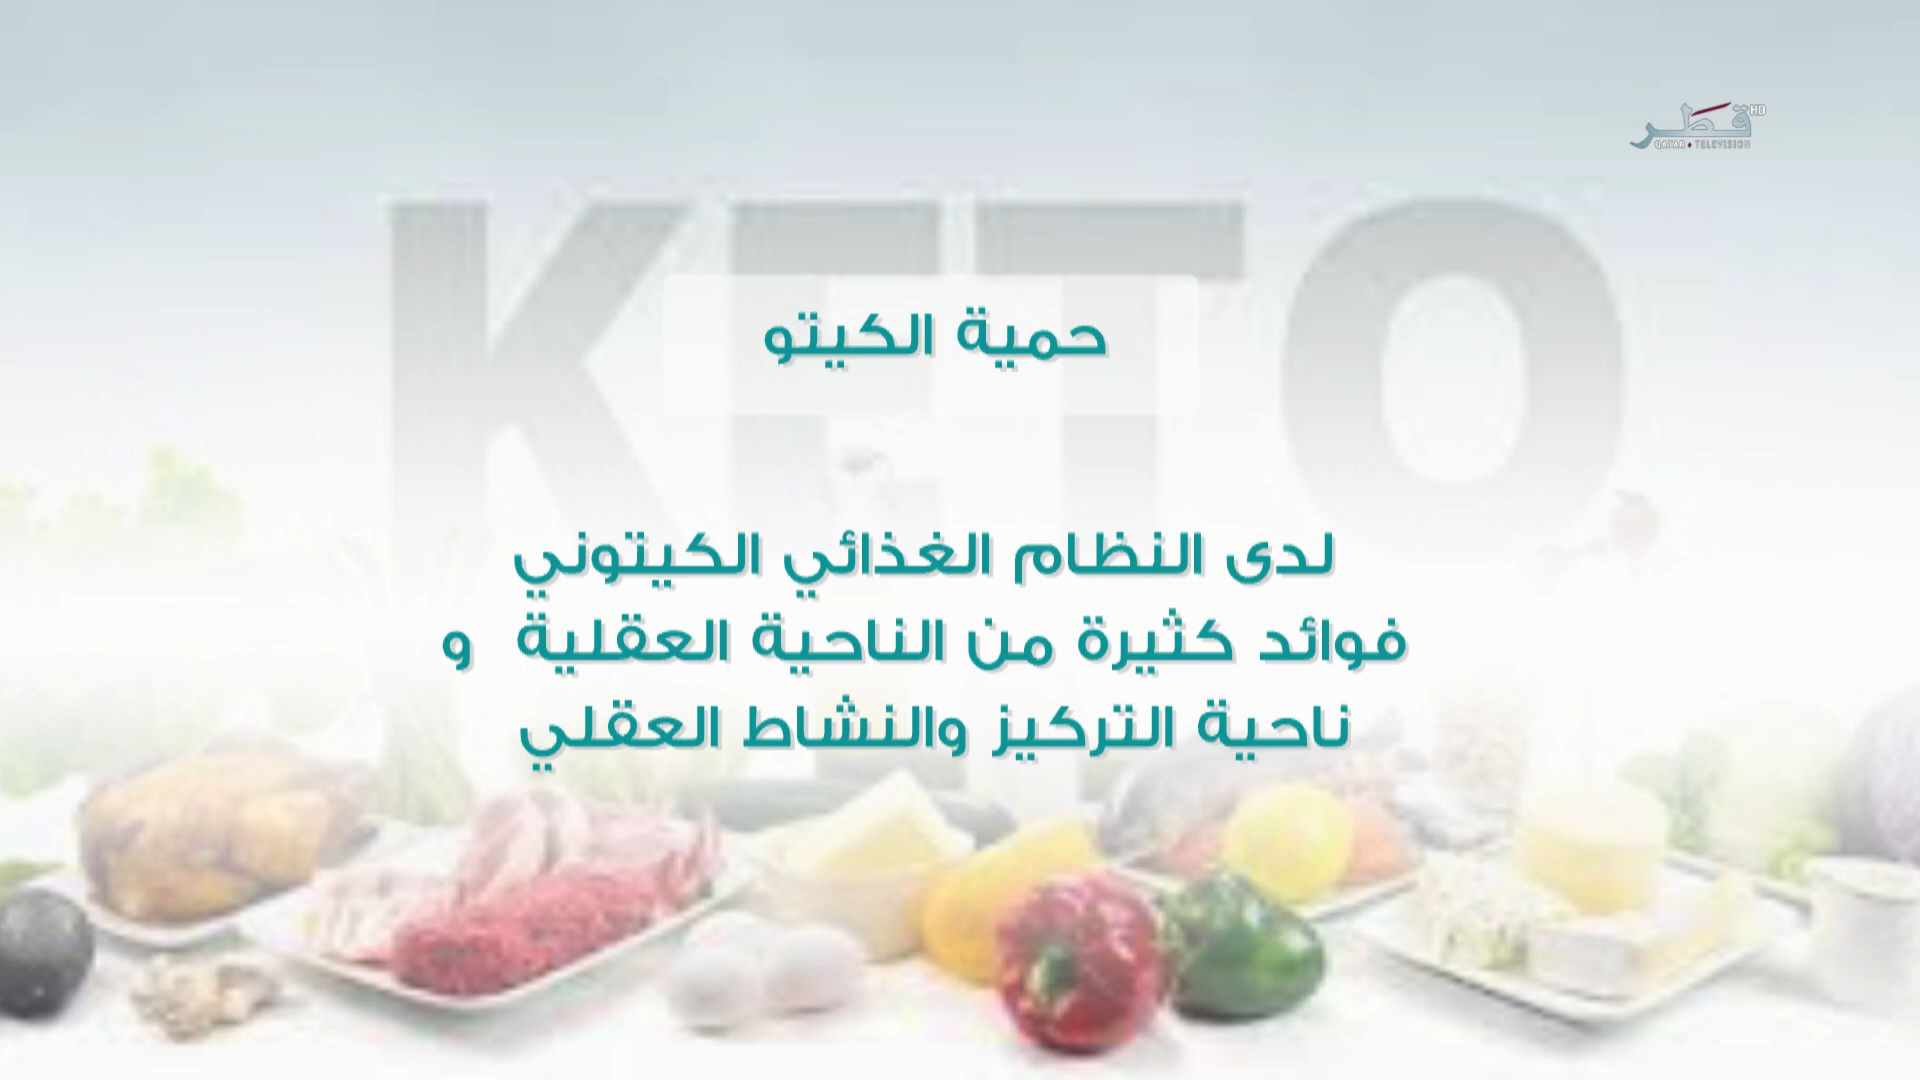 قطر HD
QATAR TELEVISION
KETO
حمية الكيتو
لدى النظام الغذائي الكيتوني
فوائد كثيرة من الناحية العقلية و
ناحية التركيز والنشاط العقلي